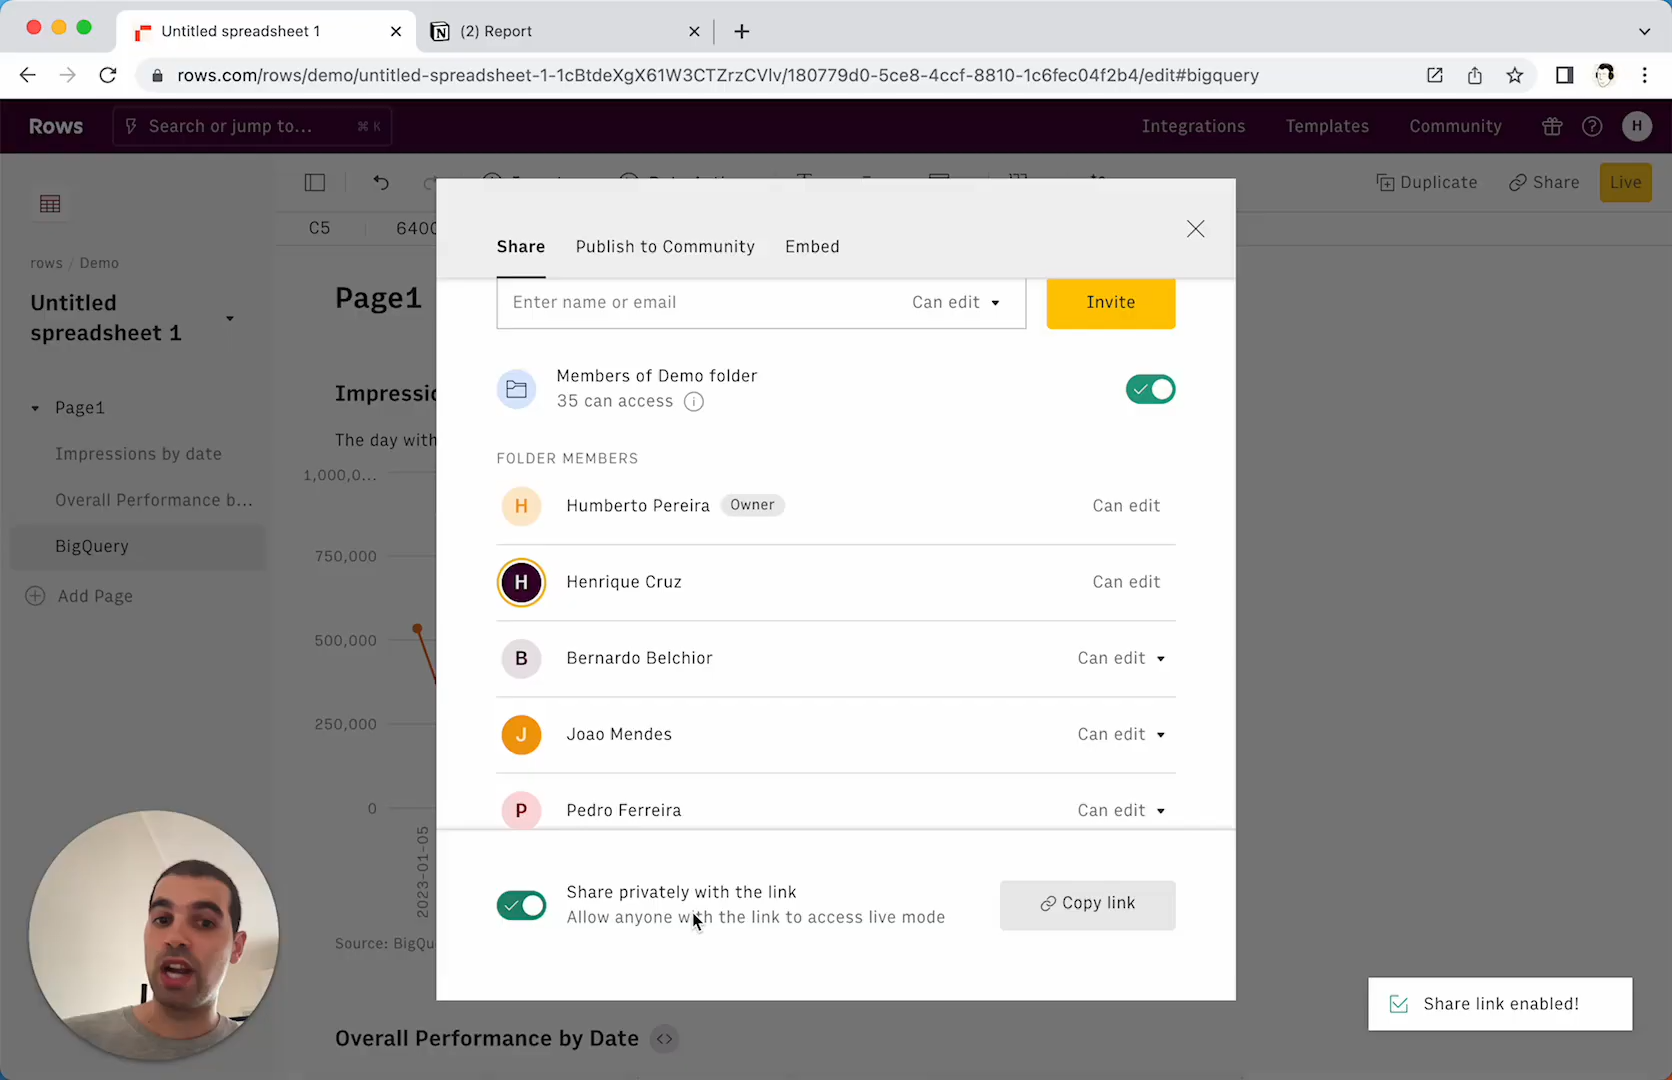 Untitled spreadsheet 1
(2) Report
rows.com/rows/demo/untitled-spreadsheet-1-1cBtdeXgX61W3CTZrzCVlv/180779d0-5ce8-4ccf-8810-1c6fec04f2b4/edit#bigquery
Rows
Search or jump to...
⌘ K
Integrations
Templates
Community
H
Duplicate
Share
Live
C5
6400
rows / Demo
Untitled
spreadsheet 1
Page1
Impressions by date
Overall Performance b...
BigQuery
Add Page
Page1
Impressio
The day with
1,000,0...
750,000
500,000
250,000
0
2023-01-05
Source: BigQu
Overall Performance by Date
Share
Publish to Community
Embed
Enter name or email
Can edit
Invite
Members of Demo folder
35 can access
FOLDER MEMBERS
H
Humberto Pereira
Owner
Can edit
H
Henrique Cruz
Can edit
B
Bernardo Belchior
Can edit
J
Joao Mendes
Can edit
P
Pedro Ferreira
Can edit
Share privately with the link
Allow anyone with the link to access live mode
Copy link
Share link enabled!